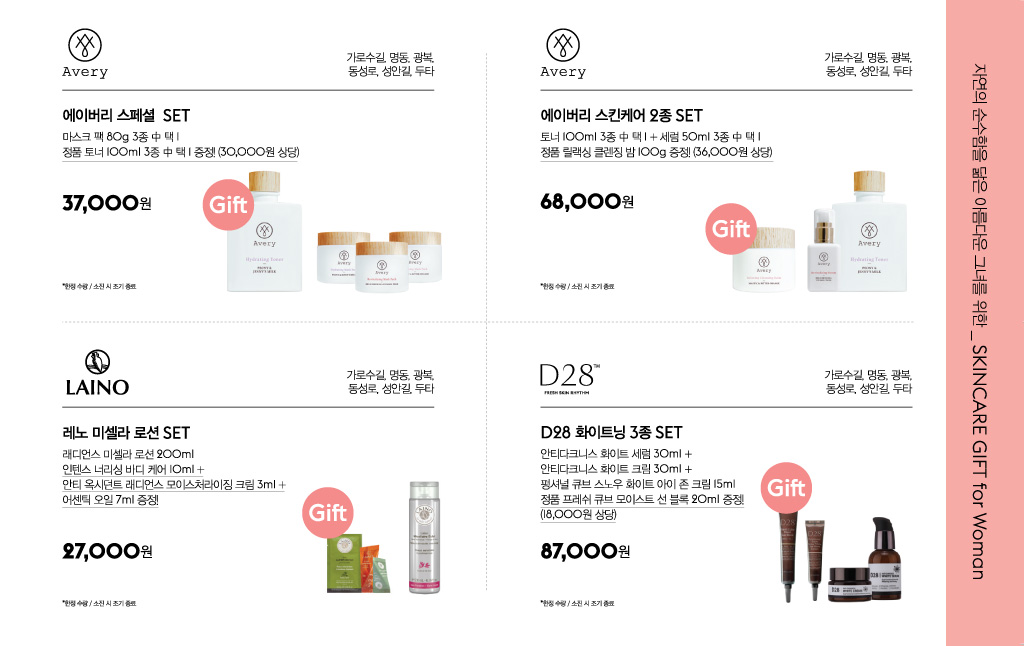 Avery
가로수길, 명동, 광복,
동성로, 성안길, 두타
에이버리 스페셜 SET
마스크 팩 80g 3종 中 택 1
정품 토너 100ml 3종 中 택 1 증정! (30,000원 상당)
37,000원
Gift
Avery
Hydrating Toner
Avery
Avery
Avery
*한정 수량 / 소진 시 조기 종료
Avery
가로수길, 명동, 광복,
동성로, 성안길, 두타
에이버리 스킨케어 2종 SET
토너 100ml 3종 中 택 1 + 세럼 50ml 3종 中 택 1
정품 릴랙싱 클렌징 밤 100g 증정! (36,000원 상당)
68,000원
Gift
Avery
Avery
Avery
Hydrating Toner
*한정 수량 / 소진 시 조기 종료
LAINO
가로수길, 명동, 광복,
동성로, 성안길, 두타
레노 미셀라 로션 SET
래디언스 미셀라 로션 200ml
인텐스 너리싱 바디 케어 10ml +
안티 옥시던트 래디언스 모이스처라이징 크림 3ml +
어센틱 오일 7ml 증정!
27,000원
Gift
*한정 수량 / 소진 시 조기 종료
D28™
FRESH SKIN RHYTHM
가로수길, 명동, 광복,
동성로, 성안길, 두타
D28 화이트닝 3종 SET
안티다크니스 화이트 세럼 30ml +
안티다크니스 화이트 크림 30ml +
펑셔널 큐브 스노우 화이트 아이 존 크림 15ml
정품 프레쉬 큐브 모이스트 선 블록 20ml 증정!
(18,000원 상당)
87,000원
Gift
D28
D28
D28
D28
*한정 수량 / 소진 시 조기 종료
자연의 순수함을 닮은 아름다운 그녀를 위한 _ SKINCARE GIFT for Woman